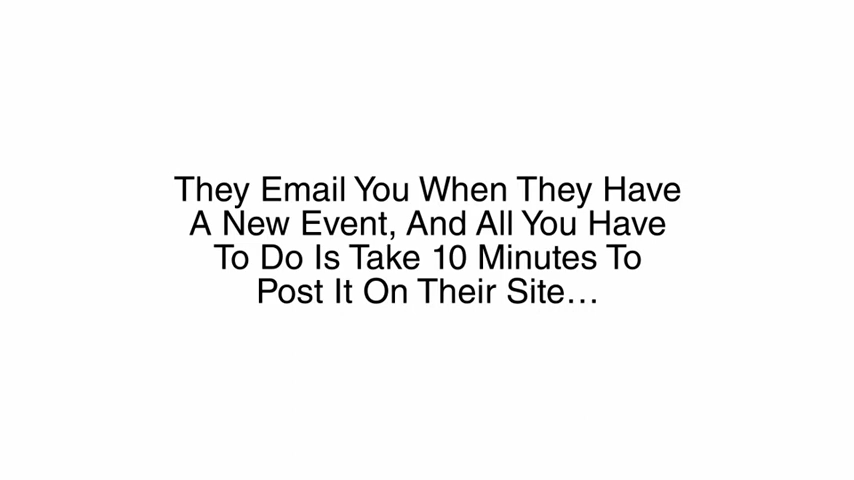 They Email You When They Have
A New Event, And All You Have
To Do Is Take 10 Minutes To
Post It On Their Site…